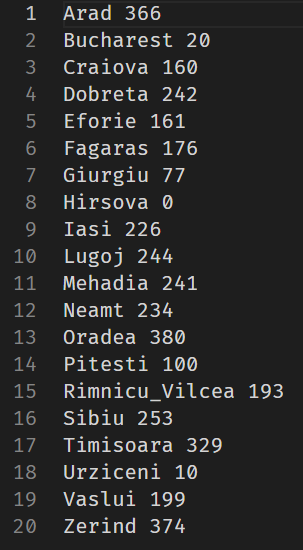 1 Arad 366
2 Bucharest 20
3 Craiova 160
4 Dobreta 242
5 Eforie 161
6 Fagaras 176
7 Giurgiu 77
8 Hirsova 0
9 Iasi 226
10 Lugoj 244
11 Mehadia 241
12 Neamt 234
13 Oradea 380
14 Pitesti 100
15 Rimnicu_Vilcea 193
16 Sibiu 253
17 Timisoara 329
18 Urziceni 10
19 Vaslui 199
20 Zerind 374